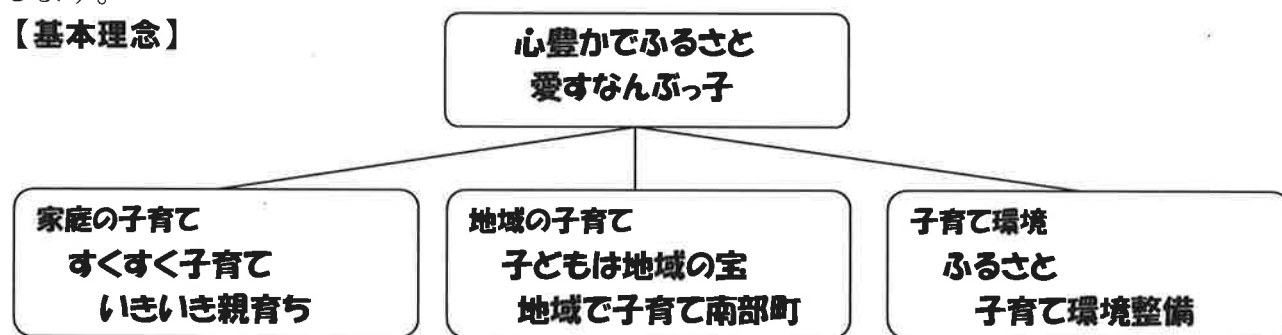 【基本理念】
心豊かでふるさと
愛すなんぶっ子
家庭の子育て
すくすく子育て
いきいき親育ち
地域の子育て
子どもは地域の宝
地域で子育て南部町
子育て環境
ふるさと
子育て環境整備